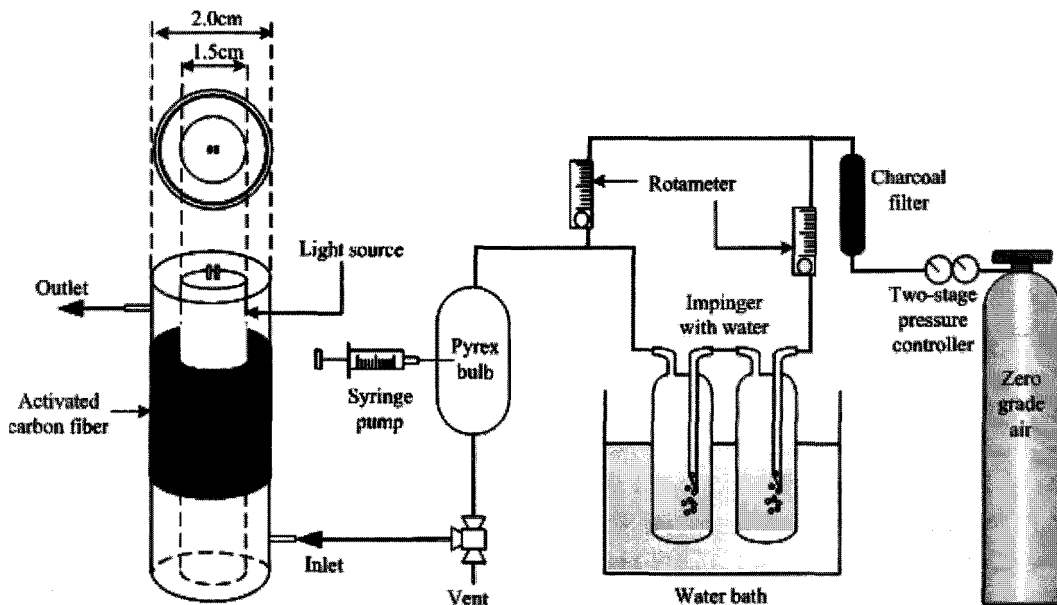 2.0cm
1.5cm
Light source
Outlet
Activated
carbon fiber
Inlet
Syringe
pump
Pyrex
bulb
Vent
Rotameter
Impinger
with water
Water bath
Charcoal
filter
Two-stage
pressure
controller
Zero
grade
air